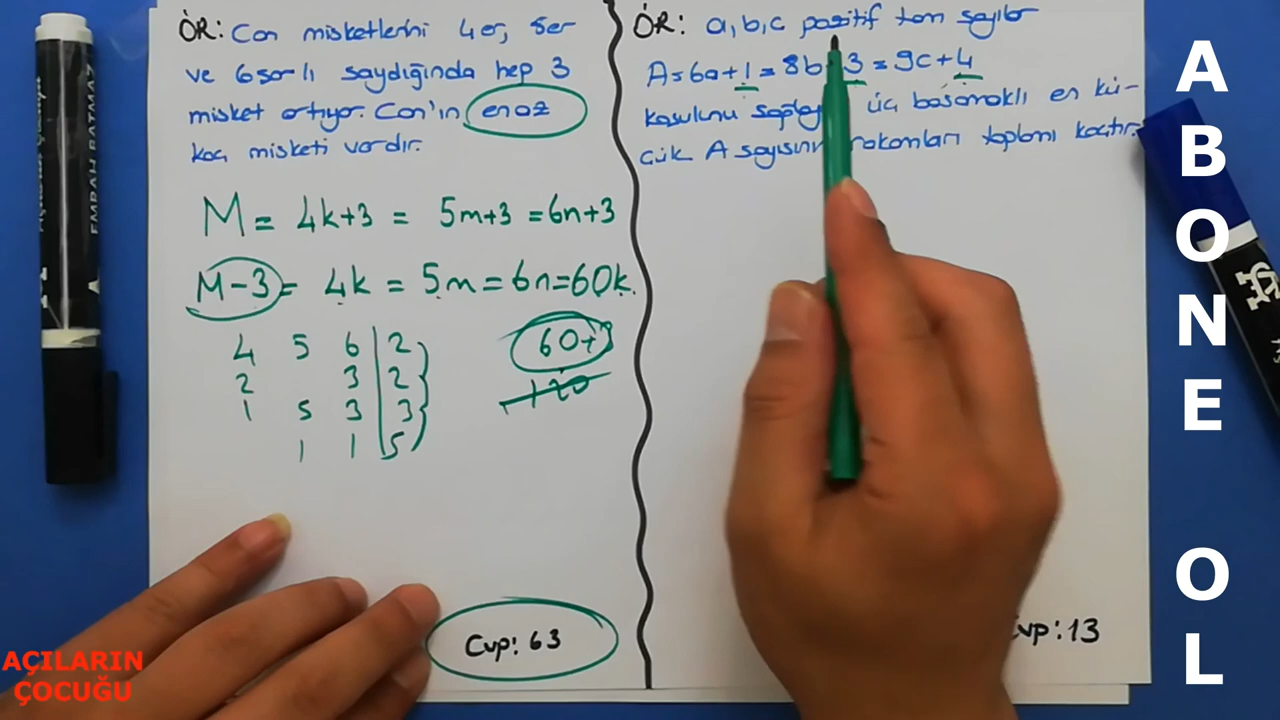 ÖR: Can misketlerini 4er, 5er
ve 6şarlı saydığında hep 3
misket artıyor. Can'ın en az
kaç misketi vardır.
M = 4k+3 = 5m+3 = 6n+3
M-3 = 4k = 5m = 6n = 60k
4 5 6 2
2 3 2
1 5 3 3
1 1 5
60+3
120
Cvp: 63
ÖR: a,b,c pozitif tam sayılar
A = 6a+1 = 8b 3 = 9c+4
koşulunu üç basamaklı en kü-
çük A rakamları toplamı kaçtır.
Cvp: 13
ABONE
OL
AÇILARIN
ÇOCUĞU